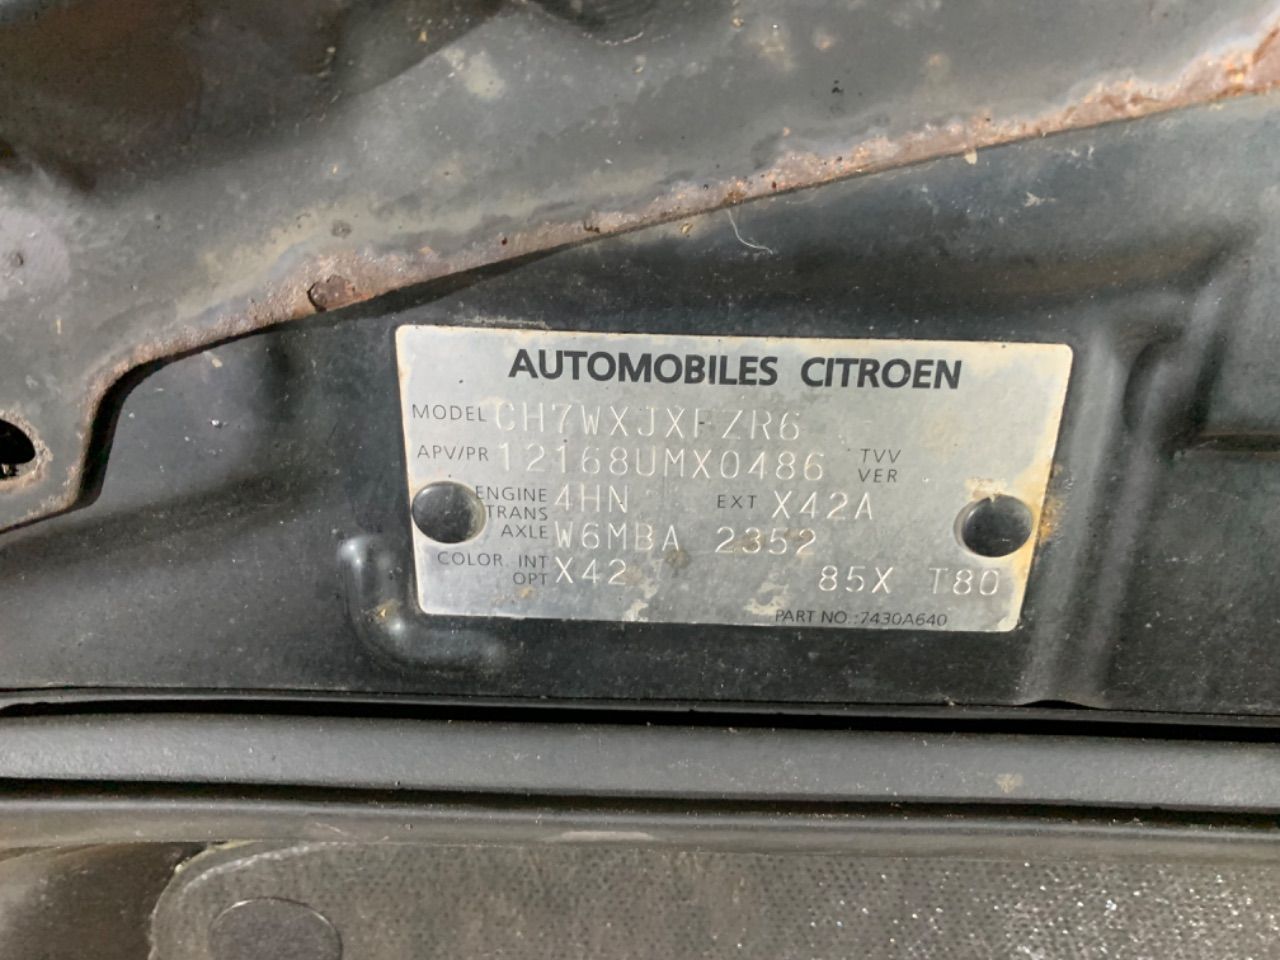 AUTOMOBILES CITROEN
MODEL CH7WXJXFZR6
APV/PR 12168UMX0486 TVV
VER
ENGINE 4HN EXT X42A
TRANS
AXLE W6MBA 2352
COLOR INT X42
OPT 85X T80
PART NO.:7430A640